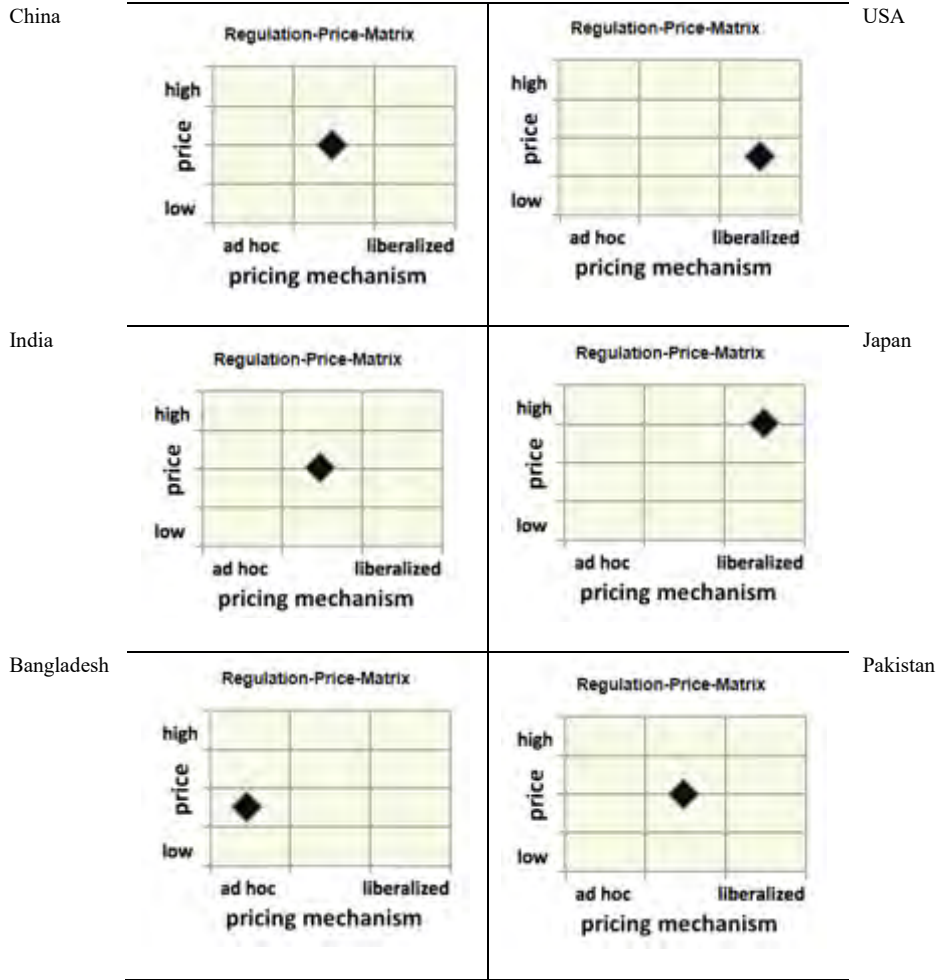 China
Regulation-Price-Matrix
high
price
low
ad hoc liberalized
pricing mechanism
USA
Regulation-Price-Matrix
high
price
low
ad hoc liberalized
pricing mechanism
India
Regulation-Price-Matrix
high
price
low
ad hoc liberalized
pricing mechanism
Japan
Regulation-Price-Matrix
high
price
low
ad hoc liberalized
pricing mechanism
Bangladesh
Regulation-Price-Matrix
high
price
low
ad hoc liberalized
pricing mechanism
Pakistan
Regulation-Price-Matrix
high
price
low
ad hoc liberalized
pricing mechanism